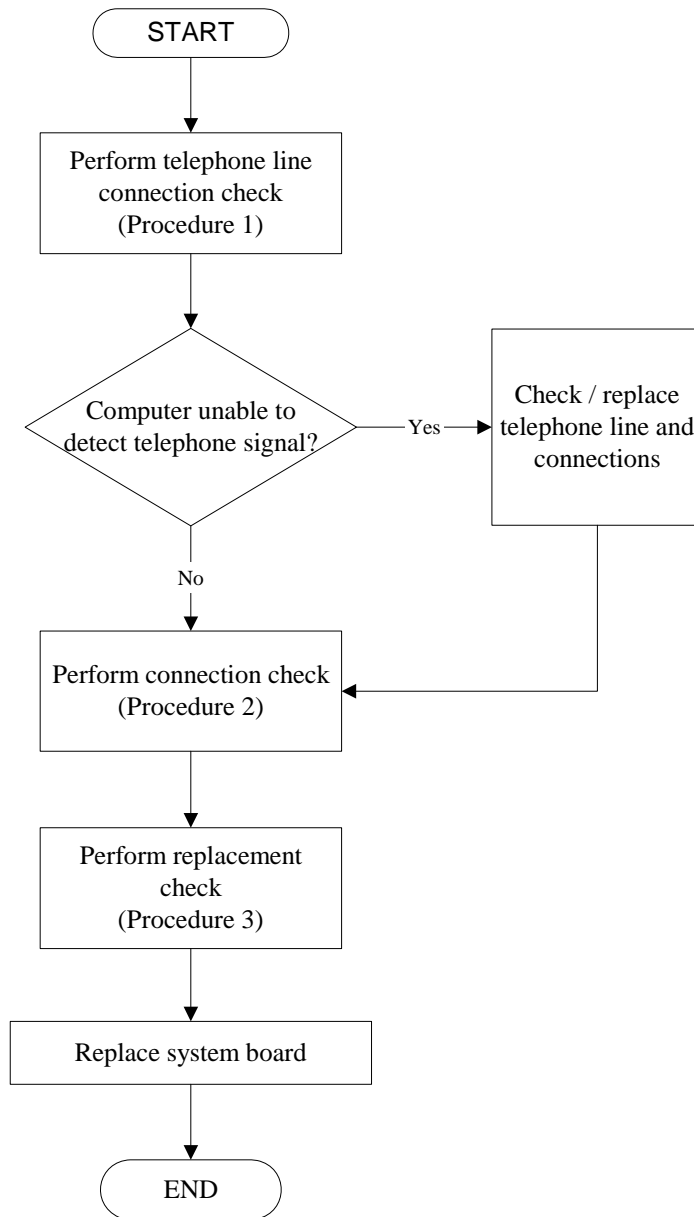 START
Perform telephone line
connection check
(Procedure 1)
Computer unable to
detect telephone signal?
Yes
Check / replace
telephone line and
connections
No
Perform connection check
(Procedure 2)
Perform replacement
check
(Procedure 3)
Replace system board
END